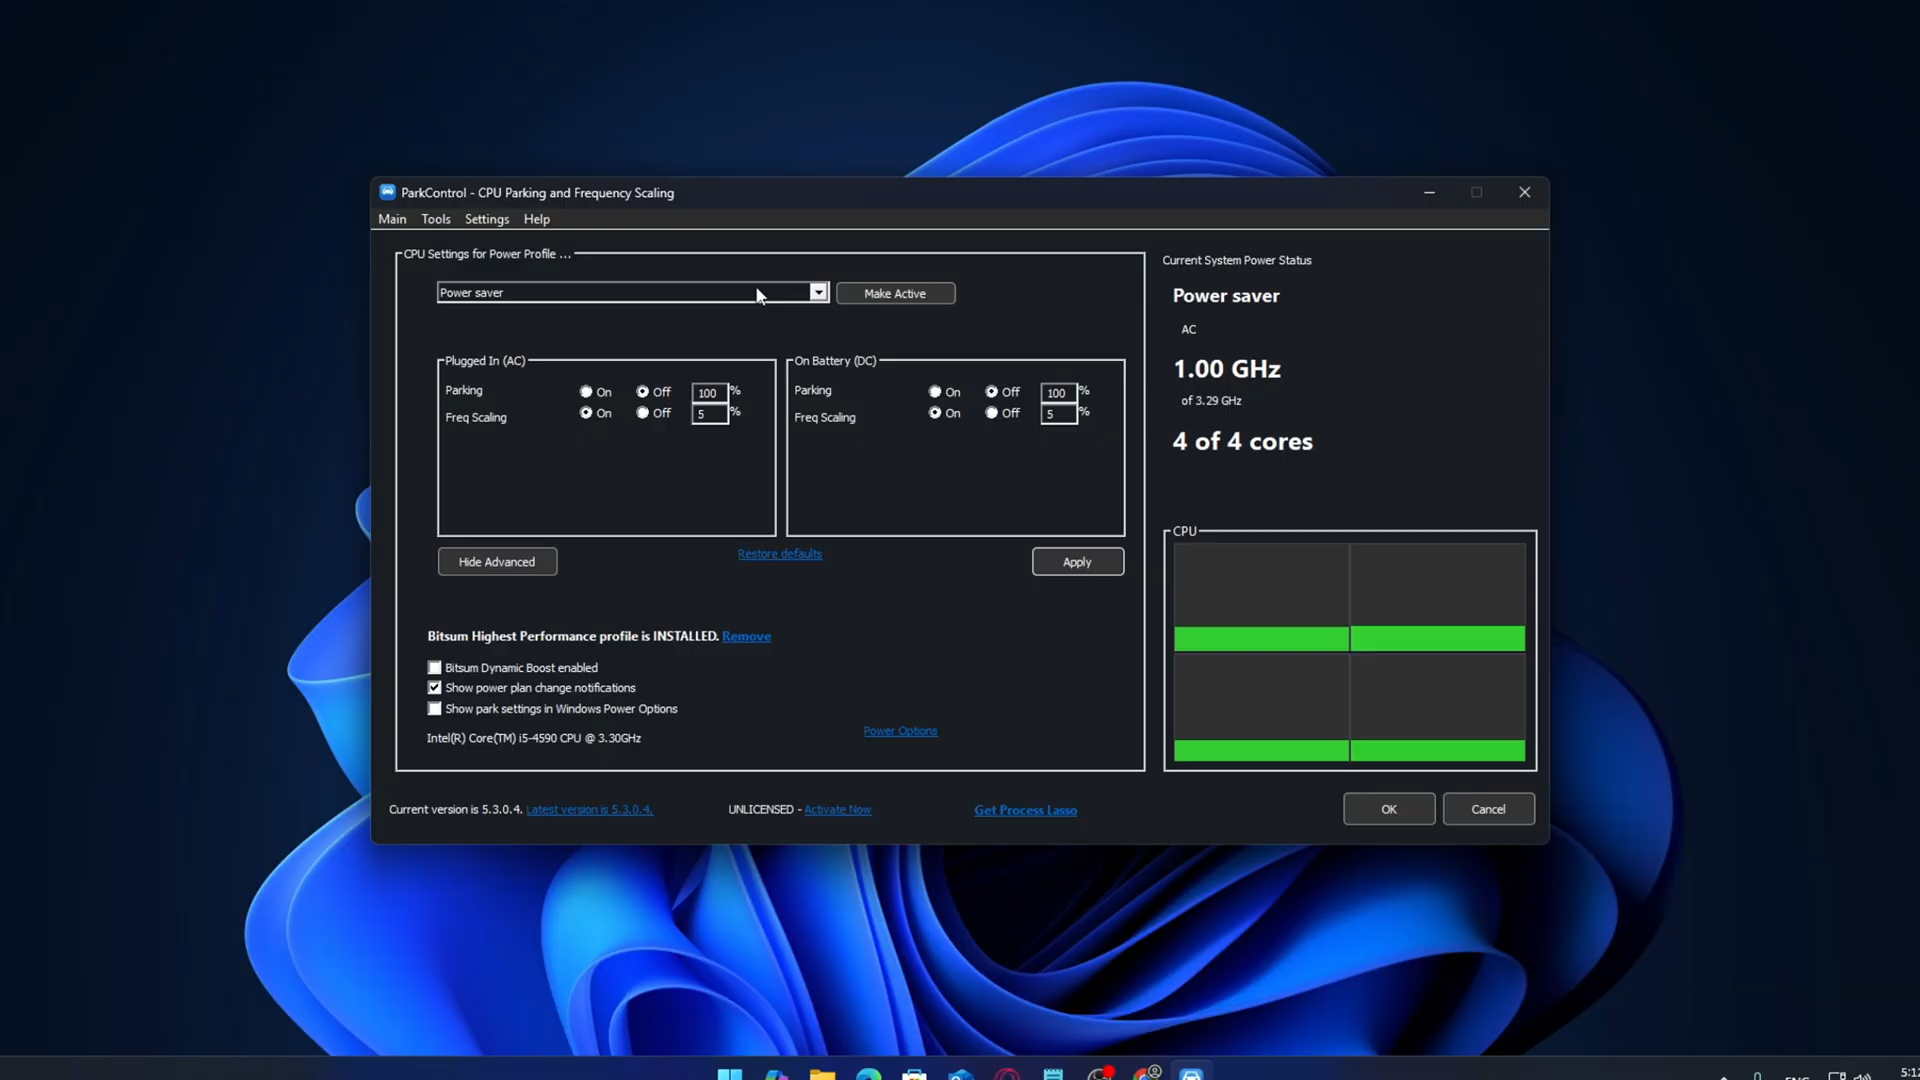 ParkControl - CPU Parking and Frequency Scaling
Main Tools Settings Help
CPU Settings for Power Profile ...
Power saver
Make Active
Plugged In (AC)
Parking On Off 100 %
Freq Scaling On Off 5 %
On Battery (DC)
Parking On Off 100 %
Freq Scaling On Off 5 %
Hide Advanced
Restore defaults
Apply
Bitsum Highest Performance profile is INSTALLED. Remove
Bitsum Dynamic Boost enabled
Show power plan change notifications
Show park settings in Windows Power Options
Power Options
Intel(R) Core(TM) i5-4590 CPU @ 3.30GHz
Current System Power Status
Power saver
AC
1.00 GHz
of 3.29 GHz
4 of 4 cores
CPU
Current version is 5.3.0.4. Latest version is 5.3.0.4.
UNLICENSED - Activate Now
Get Process Lasso
OK
Cancel